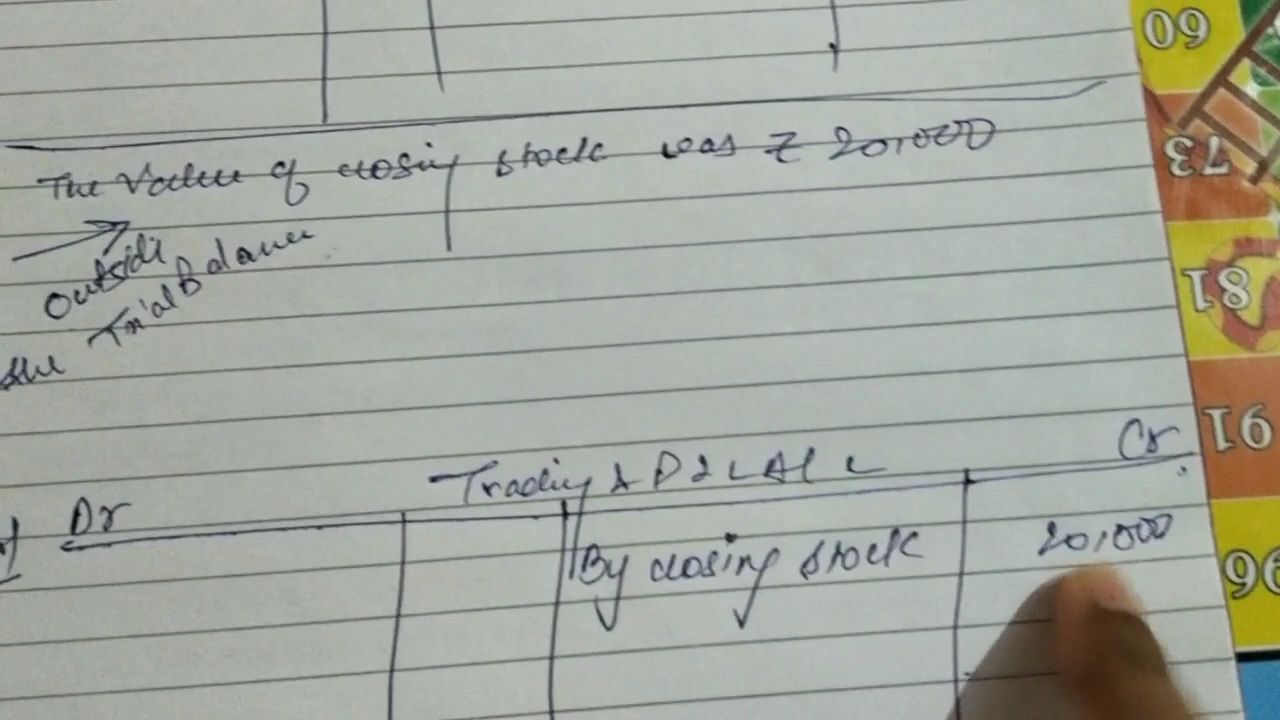 The Value of closing stock was ₹ 20,000
Outside
the Trial Balance
Trading & P & L A/c
Dr
Cr
By closing stock
20,000
60
73
81
91
96